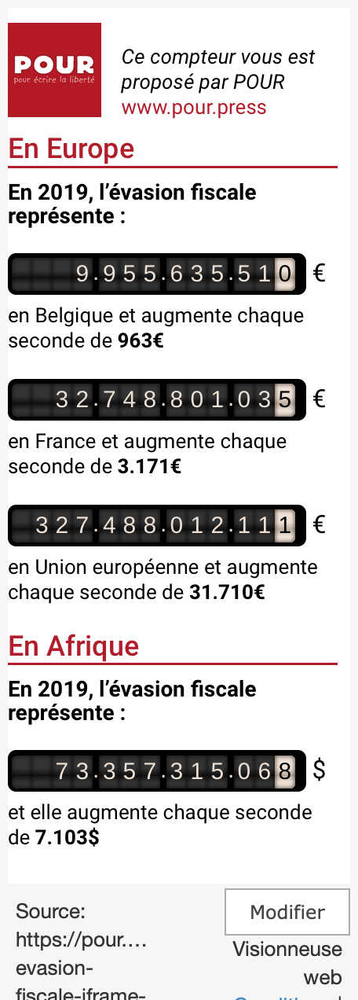 POUR
pour écrire la liberté
Ce compteur vous est
proposé par POUR
www.pour.press
En Europe
En 2019, l’évasion fiscale
représente :
9.955.635.510 €
en Belgique et augmente chaque
seconde de 963€
32.748.801.035 €
en France et augmente chaque
seconde de 3.171€
327.488.012.111 €
en Union européenne et augmente
chaque seconde de 31.710€
En Afrique
En 2019, l’évasion fiscale
représente :
73.357.315.068 $
et elle augmente chaque seconde
de 7.103$
Source:
https://pour.…
evasion-
fiscale-iframe-
Modifier
Visionneuse
web